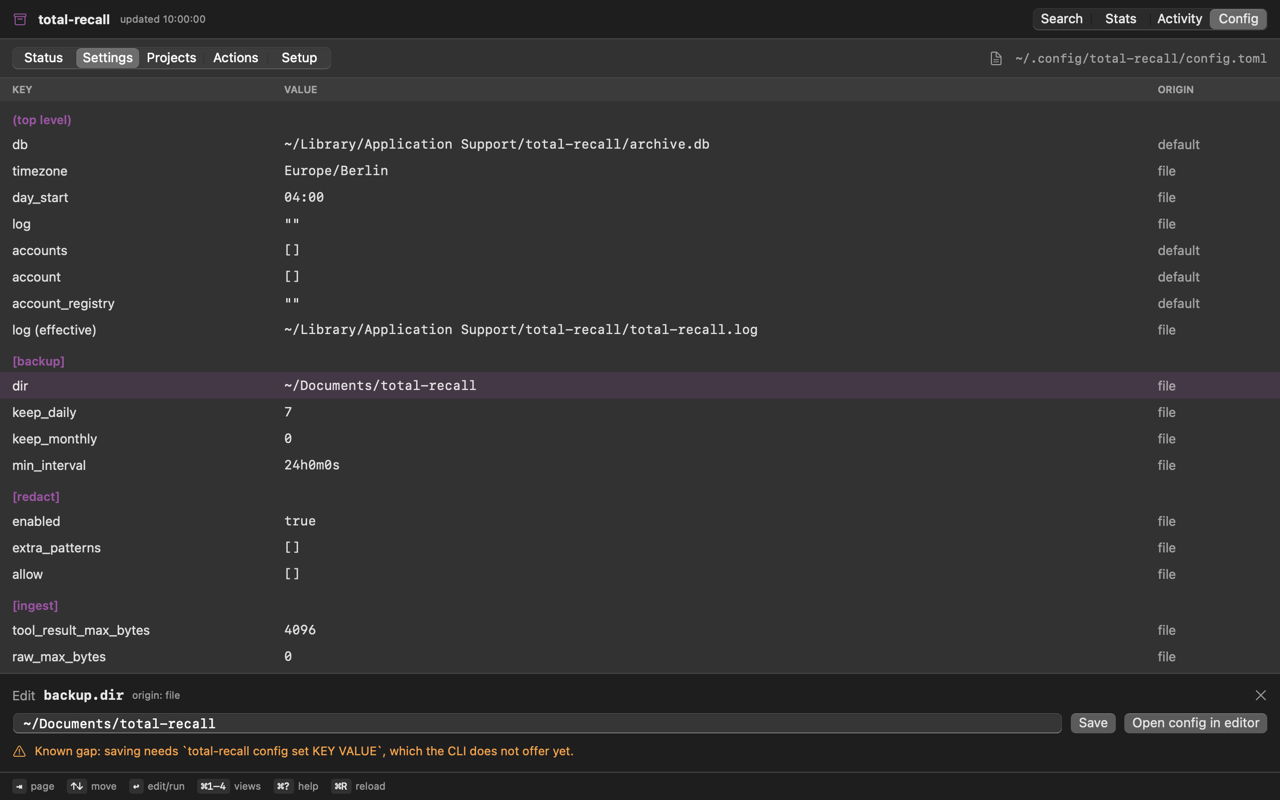 total-recall updated 10:00:00 Search Stats Activity Config
Status Settings Projects Actions Setup ~/.config/total-recall/config.toml
KEY VALUE ORIGIN
(top level)
db ~/Library/Application Support/total-recall/archive.db default
timezone Europe/Berlin file
day_start 04:00 file
log "" file
accounts [] default
account [] default
account_registry "" default
log (effective) ~/Library/Application Support/total-recall/total-recall.log file
[backup]
dir ~/Documents/total-recall file
keep_daily 7 file
keep_monthly 0 file
min_interval 24h0m0s file
[redact]
enabled true file
extra_patterns [] file
allow [] file
[ingest]
tool_result_max_bytes 4096 file
raw_max_bytes 0 file
Edit backup.dir origin: file
~/Documents/total-recall Save Open config in editor
Known gap: saving needs `total-recall config set KEY VALUE`, which the CLI does not offer yet.
⇥ page ↑↓ move ↩ edit/run ⌘1–4 views ⌘? help ⌘R reload